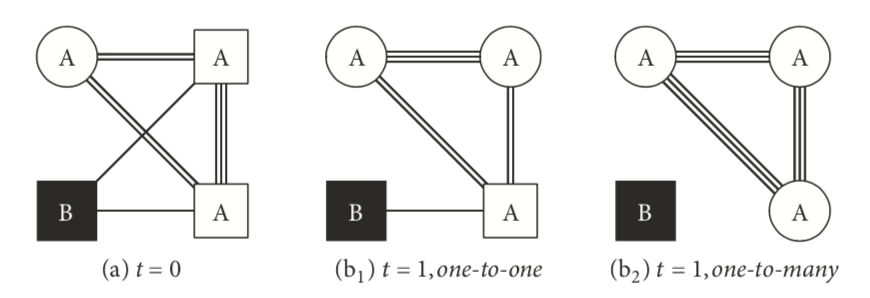 A A A A A A
B A B A B A
(a) t = 0 (b₁) t = 1, one-to-one (b₂) t = 1, one-to-many